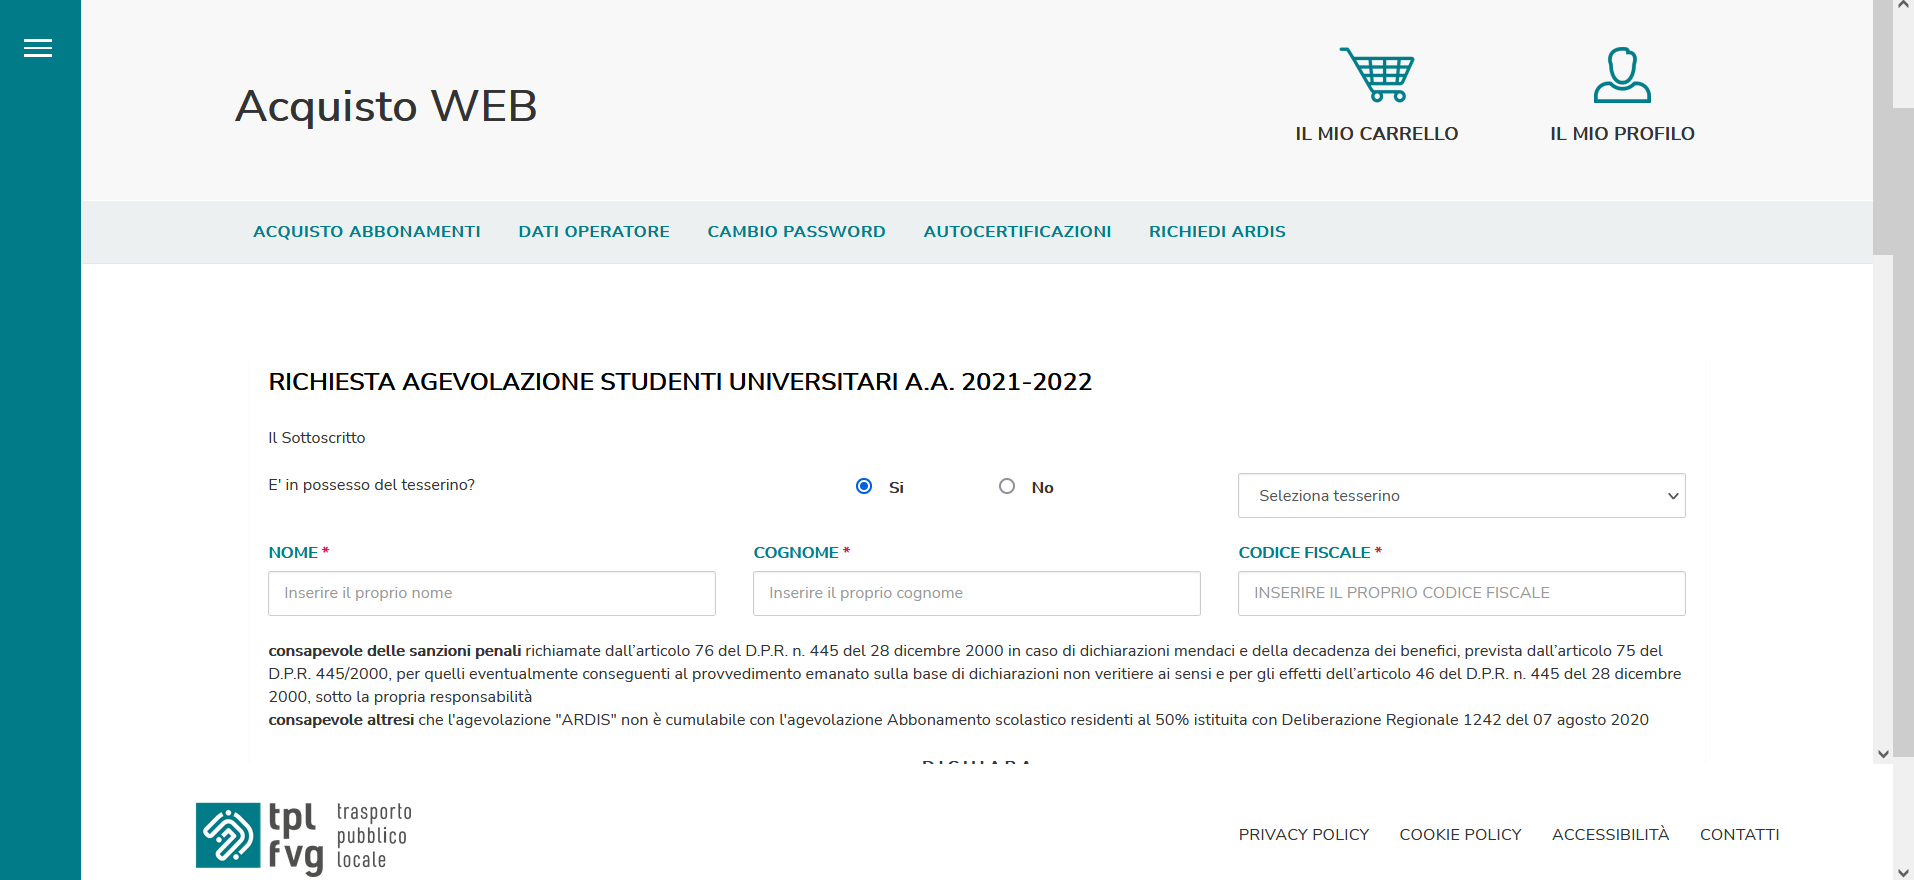 Acquisto WEB
IL MIO CARRELLO
IL MIO PROFILO
ACQUISTO ABBONAMENTI
DATI OPERATORE
CAMBIO PASSWORD
AUTOCERTIFICAZIONI
RICHIEDI ARDIS
RICHIESTA AGEVOLAZIONE STUDENTI UNIVERSITARI A.A. 2021-2022
Il Sottoscritto
E' in possesso del tesserino?
Si
No
Seleziona tesserino
NOME *
COGNOME *
CODICE FISCALE *
Inserire il proprio nome
Inserire il proprio cognome
INSERIRE IL PROPRIO CODICE FISCALE
consapevole delle sanzioni penali richiamate dall’articolo 76 del D.P.R. n. 445 del 28 dicembre 2000 in caso di dichiarazioni mendaci e della decadenza dei benefici, prevista dall’articolo 75 del
D.P.R. 445/2000, per quelli eventualmente conseguenti al provvedimento emanato sulla base di dichiarazioni non veritiere ai sensi e per gli effetti dell’articolo 46 del D.P.R. n. 445 del 28 dicembre
2000, sotto la propria responsabilità
consapevole altresi che l'agevolazione "ARDIS" non è cumulabile con l'agevolazione Abbonamento scolastico residenti al 50% istituita con Deliberazione Regionale 1242 del 07 agosto 2020
DICHIARA
tpl
fvg
trasporto
pubblico
locale
PRIVACY POLICY
COOKIE POLICY
ACCESSIBILITÀ
CONTATTI